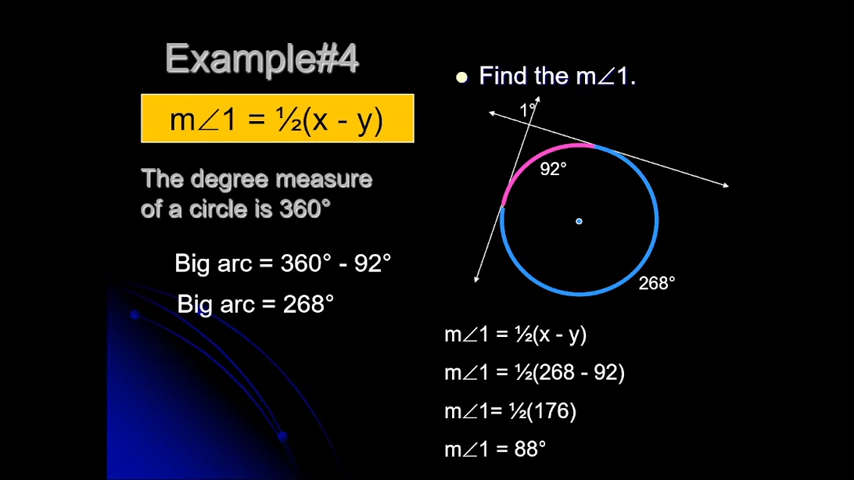 Example#4
m∠1 = ½(x - y)
The degree measure
of a circle is 360°
Big arc = 360° - 92°
Big arc = 268°
Find the m∠1.
1°
92°
268°
m∠1 = ½(x - y)
m∠1 = ½(268 - 92)
m∠1= ½(176)
m∠1 = 88°